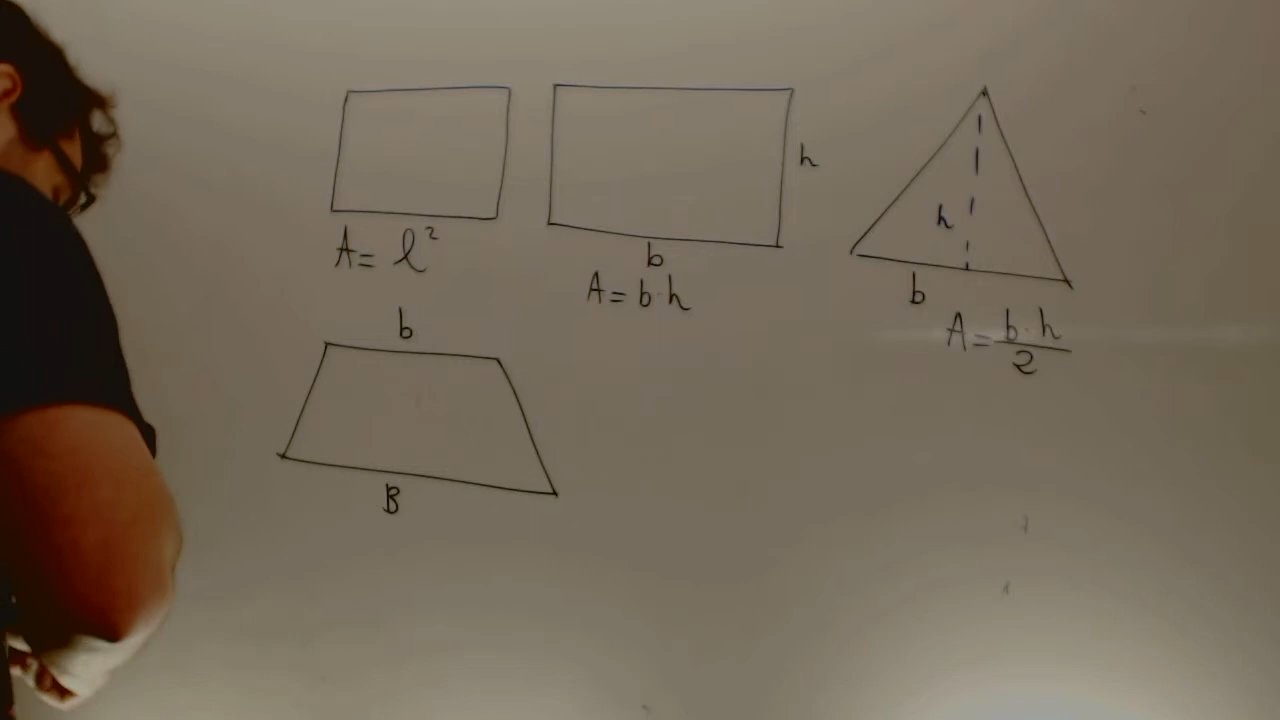 h
h
A = l²
b
b
A = b·h
A = b·h/2
b
B